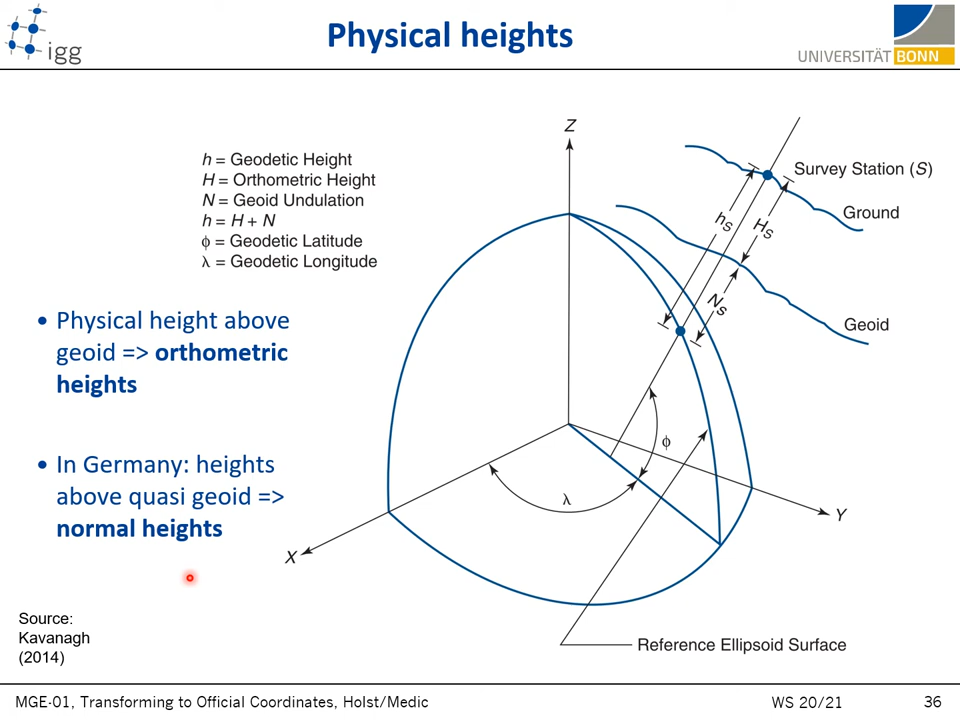 Physical heights
igg
UNIVERSITÄT BONN
h = Geodetic Height
H = Orthometric Height
N = Geoid Undulation
h = H + N
ϕ = Geodetic Latitude
λ = Geodetic Longitude
• Physical height above
geoid => orthometric
heights
• In Germany: heights
above quasi geoid =>
normal heights
Z
Survey Station (S)
Ground
hS
HS
NS
Geoid
ϕ
λ
Y
X
Reference Ellipsoid Surface
Source:
Kavanagh
(2014)
MGE-01, Transforming to Official Coordinates, Holst/Medic
WS 20/21
36